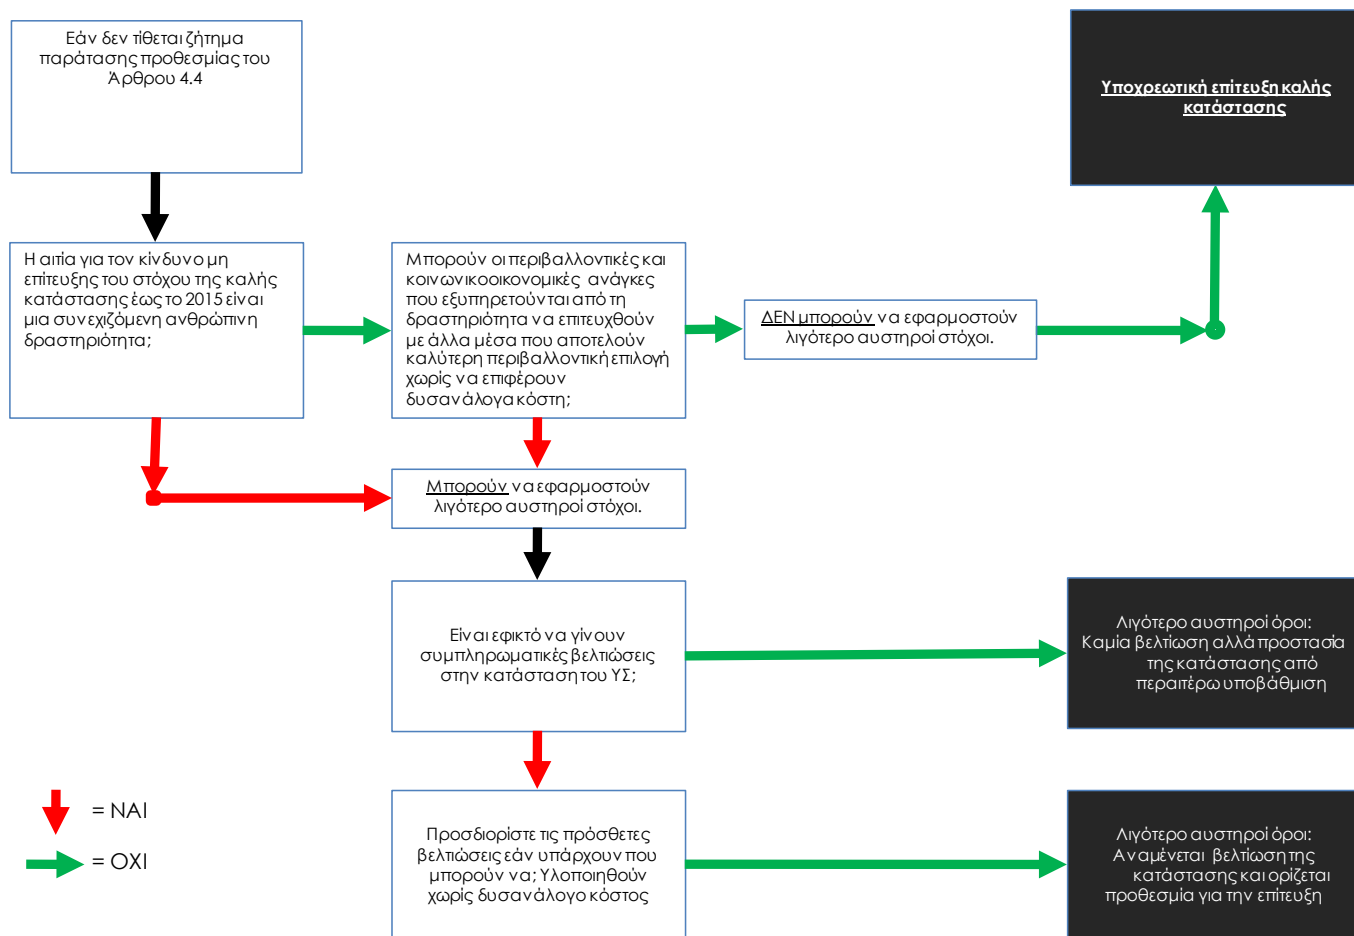 Εάν δεν τίθεται ζήτημα
παράτασης προθεσμίας του
Άρθρου 4.4
Υποχρεωτική επίτευξη καλής
κατάστασης
Η αιτία για τον κίνδυνο μη
επίτευξης του στόχου της καλής
κατάστασης έως το 2015 είναι
μια συνεχιζόμενη ανθρώπινη
δραστηριότητα;
Μπορούν οι περιβαλλοντικές και
κοινωνικοοικονομικές ανάγκες
που εξυπηρετούνται από τη
δραστηριότητα να επιτευχθούν
με άλλα μέσα που αποτελούν
καλύτερη περιβαλλοντική επιλογή
χωρίς να επιφέρουν
δυσανάλογα κόστη;
ΔΕΝ μπορούν να εφαρμοστούν
λιγότερο αυστηροί στόχοι.
Μπορούν να εφαρμοστούν
λιγότερο αυστηροί στόχοι.
Είναι εφικτό να γίνουν
συμπληρωματικές βελτιώσεις
στην κατάσταση του ΥΣ;
Λιγότερο αυστηροί όροι:
Καμία βελτίωση αλλά προστασία
της κατάστασης από
περαιτέρω υποβάθμιση
= ΝΑΙ
= ΟΧΙ
Προσδιορίστε τις πρόσθετες
βελτιώσεις εάν υπάρχουν που
μπορούν να; Υλοποιηθούν
χωρίς δυσανάλογο κόστος
Λιγότερο αυστηροί όροι:
Αναμένεται βελτίωση της
κατάστασης και ορίζεται
προθεσμία για την επίτευξη